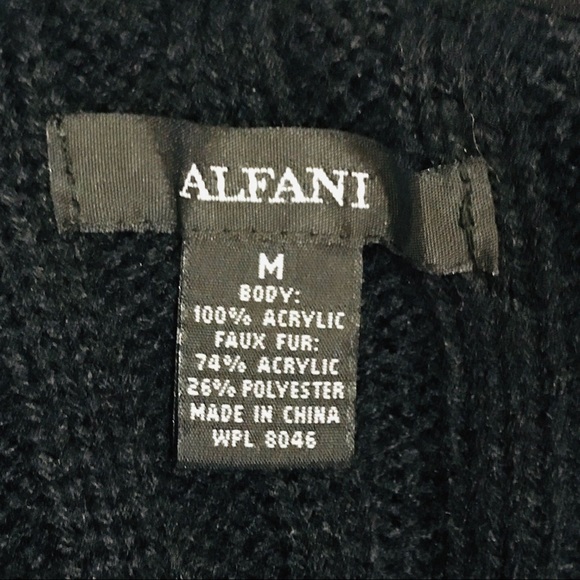 ALFANI
M
BODY:
100% ACRYLIC
FAUX FUR:
74% ACRYLIC
26% POLYESTER
MADE IN CHINA
WPL 8046